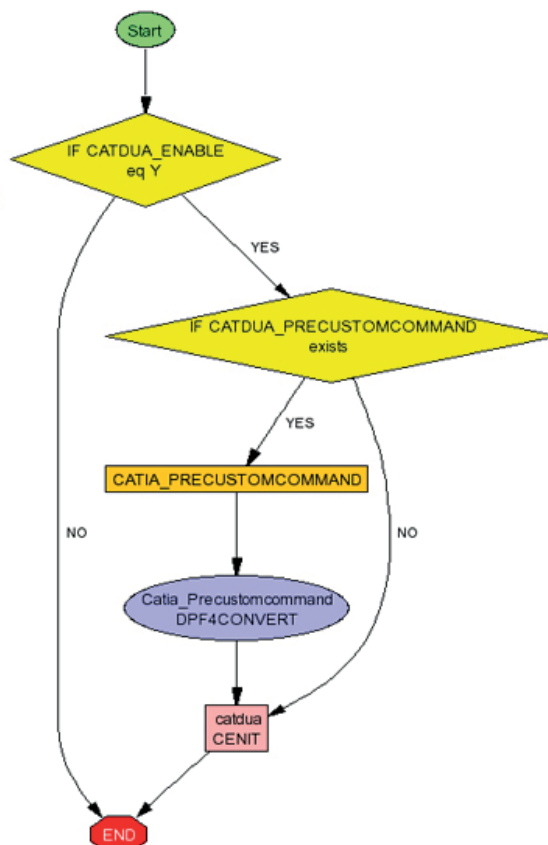 Start
IF CATDUA_ENABLE
eq Y
YES
IF CATDUA_PRECUSTOMCOMMAND
exists
YES
CATIA_PRECUSTOMCOMMAND
NO
NO
Catia_Precustomcommand
DPF4CONVERT
catdua
CENIT
END